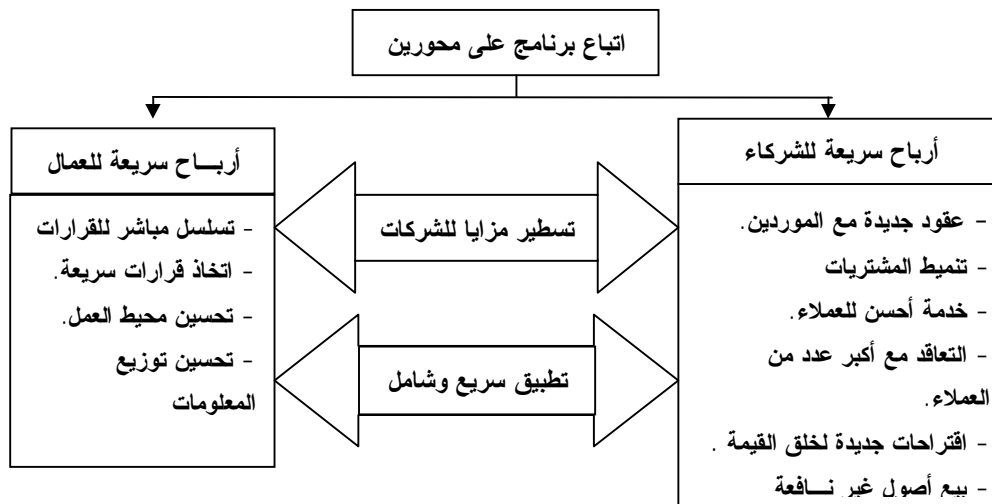 اتباع برنامج على محورين
أرباح سريعة للشركاء
- عقود جديدة مع الموردين.
- تنميط المشتريات
- خدمة أحسن للعملاء.
- التعاقد مع أكبر عدد من
العملاء.
- اقتراحات جديدة لخلق القيمة .
- بيع أصول غير نـــافعة
تسطير مزايا للشركات
تطبيق سريع وشامل
أربـــاح سريعة للعمال
- تسلسل مباشر للقرارات
- اتخاذ قرارات سريعة.
- تحسين محيط العمل.
- تحسين توزيع
المعلومات